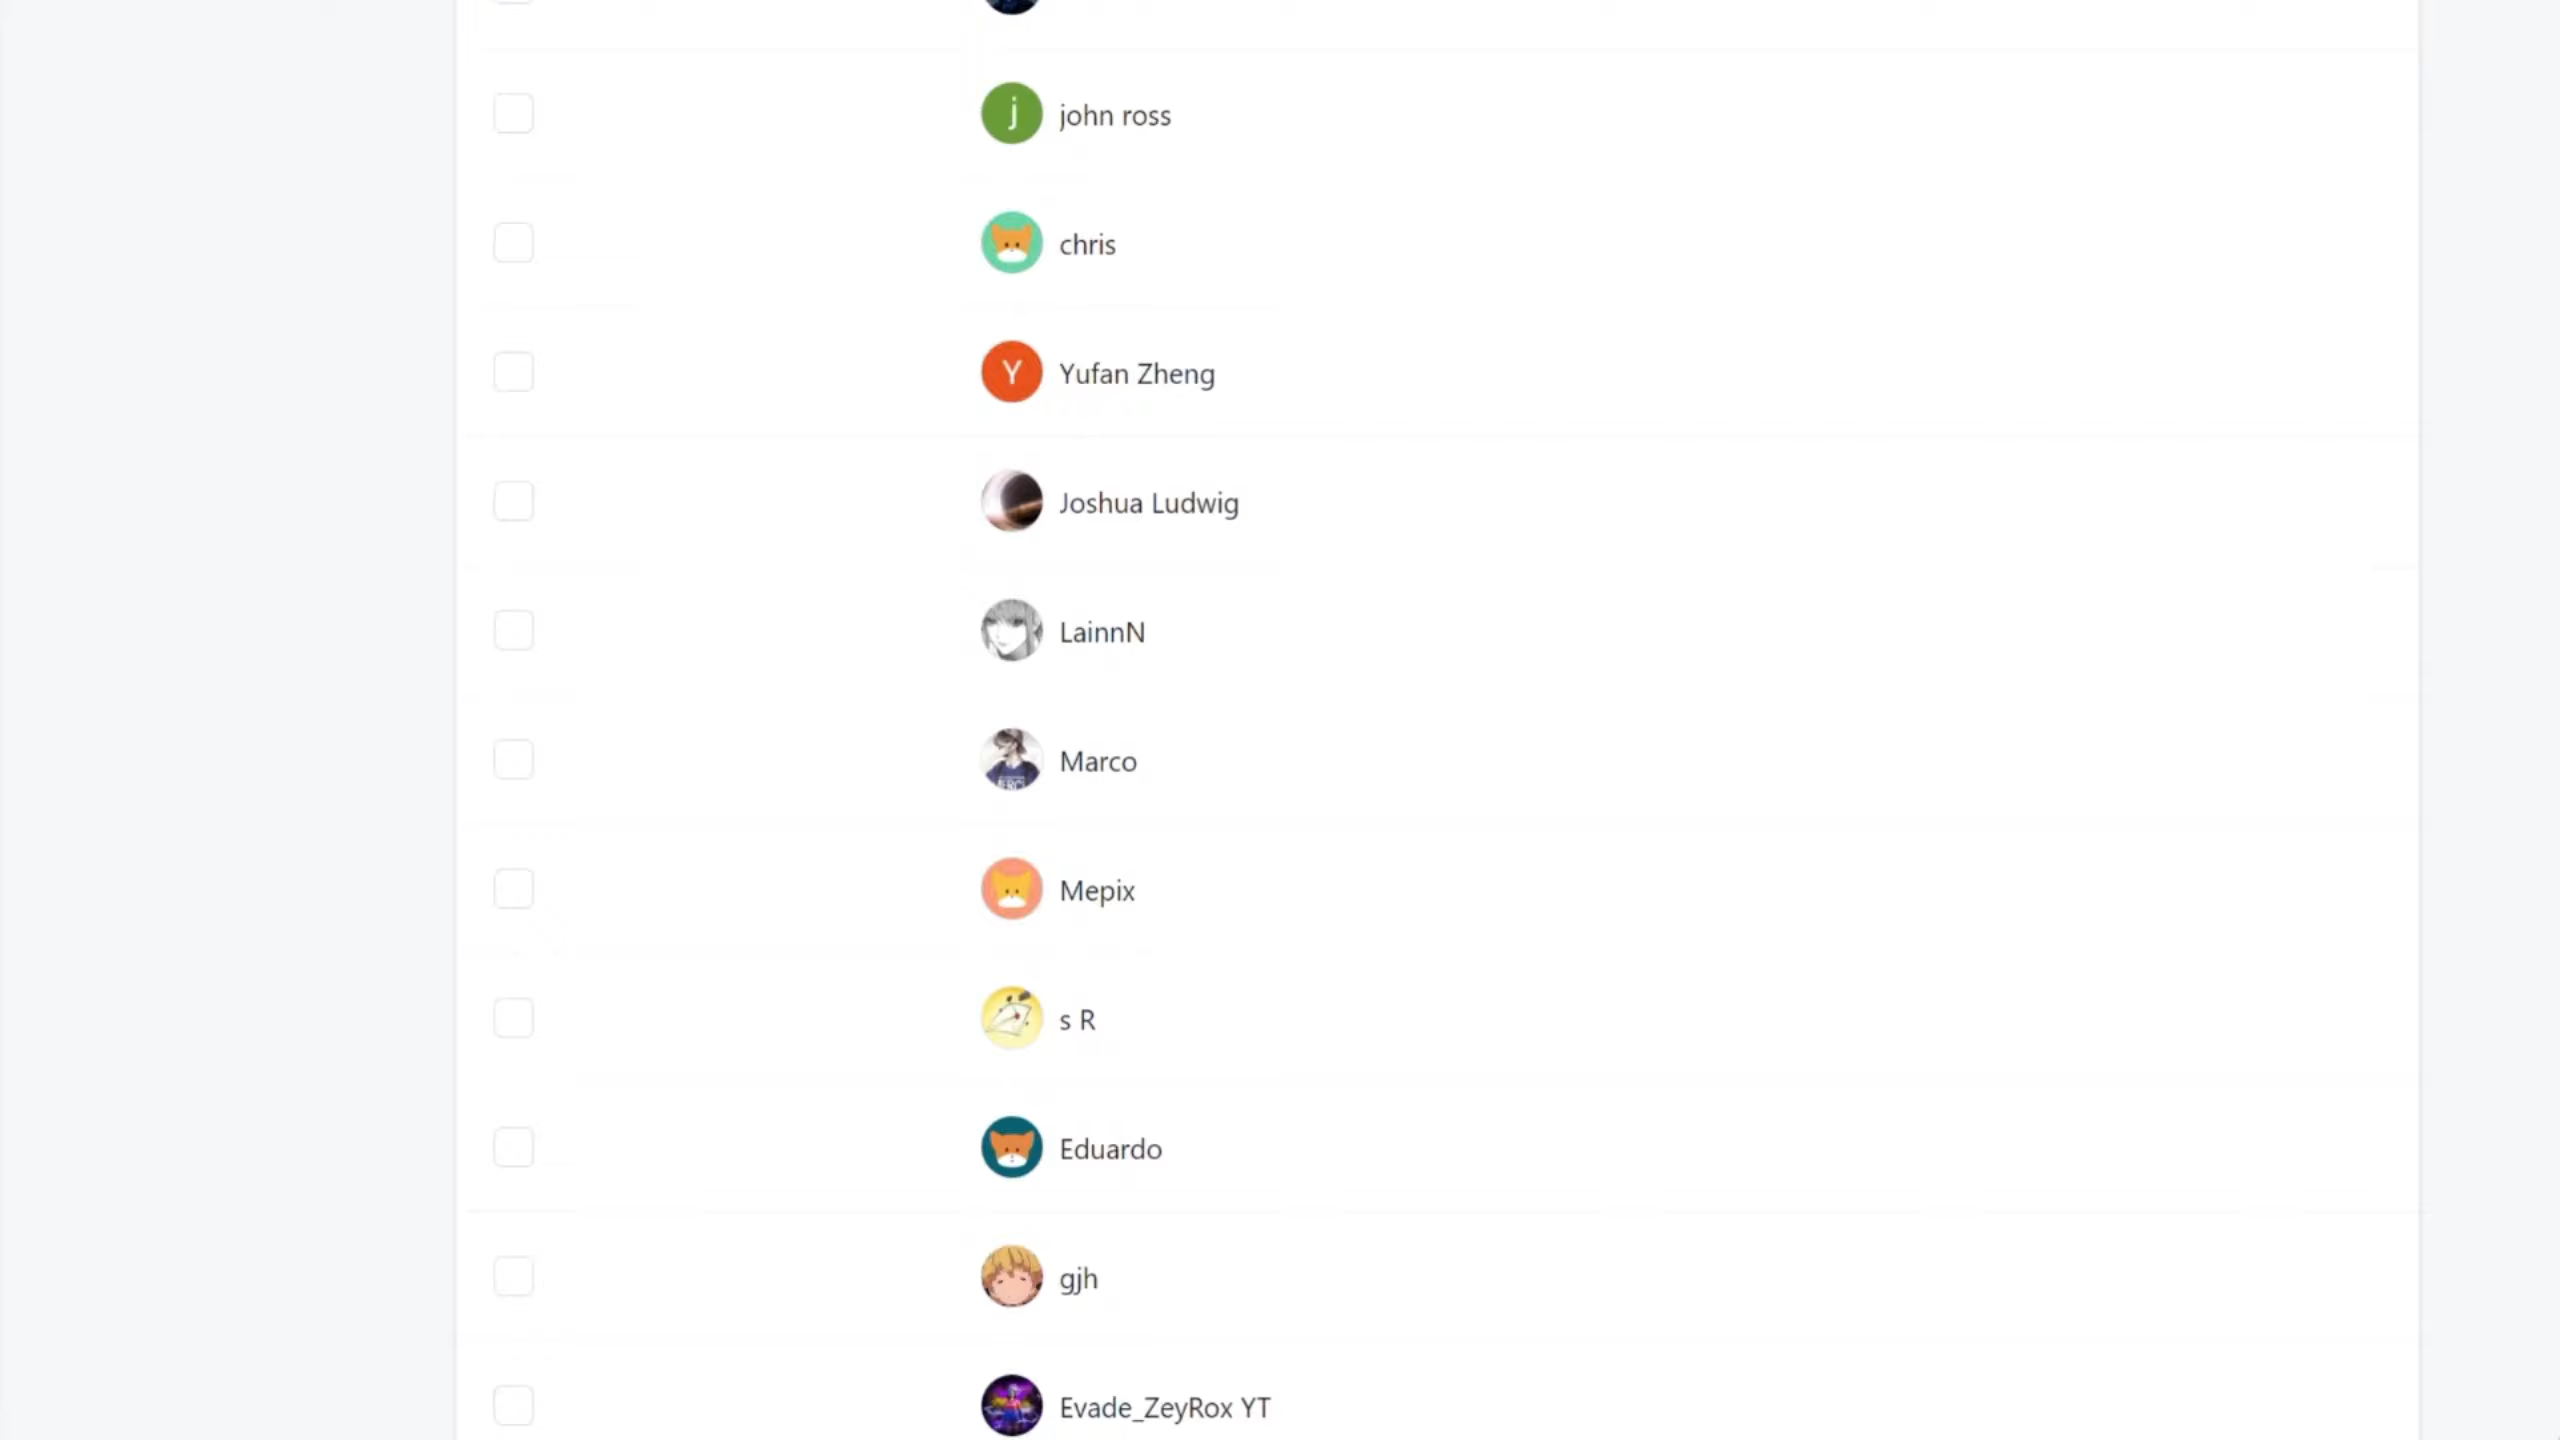 j john ross
chris
Y Yufan Zheng
Joshua Ludwig
LainnN
Marco
Mepix
s R
Eduardo
gjh
Evade_ZeyRox YT